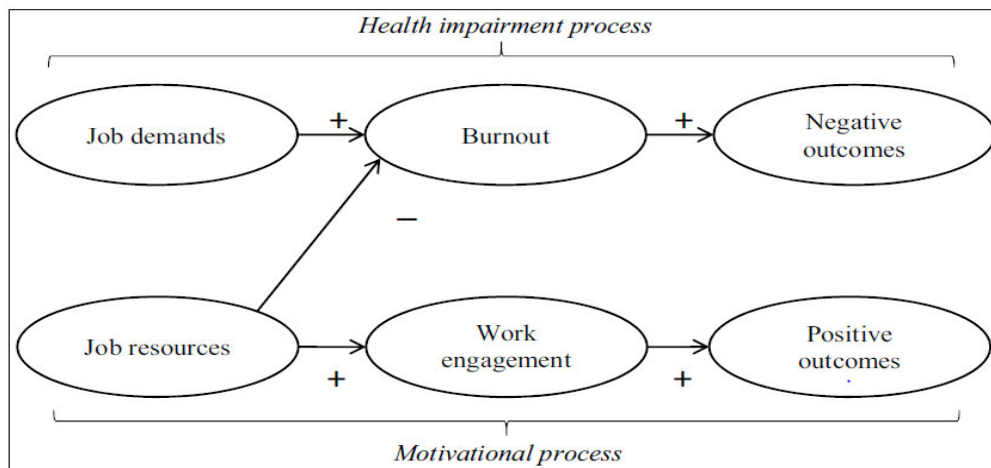 Health impairment process
Job demands
+
Burnout
+
Negative
outcomes
–
Job resources
+
Work
engagement
+
Positive
outcomes
Motivational process